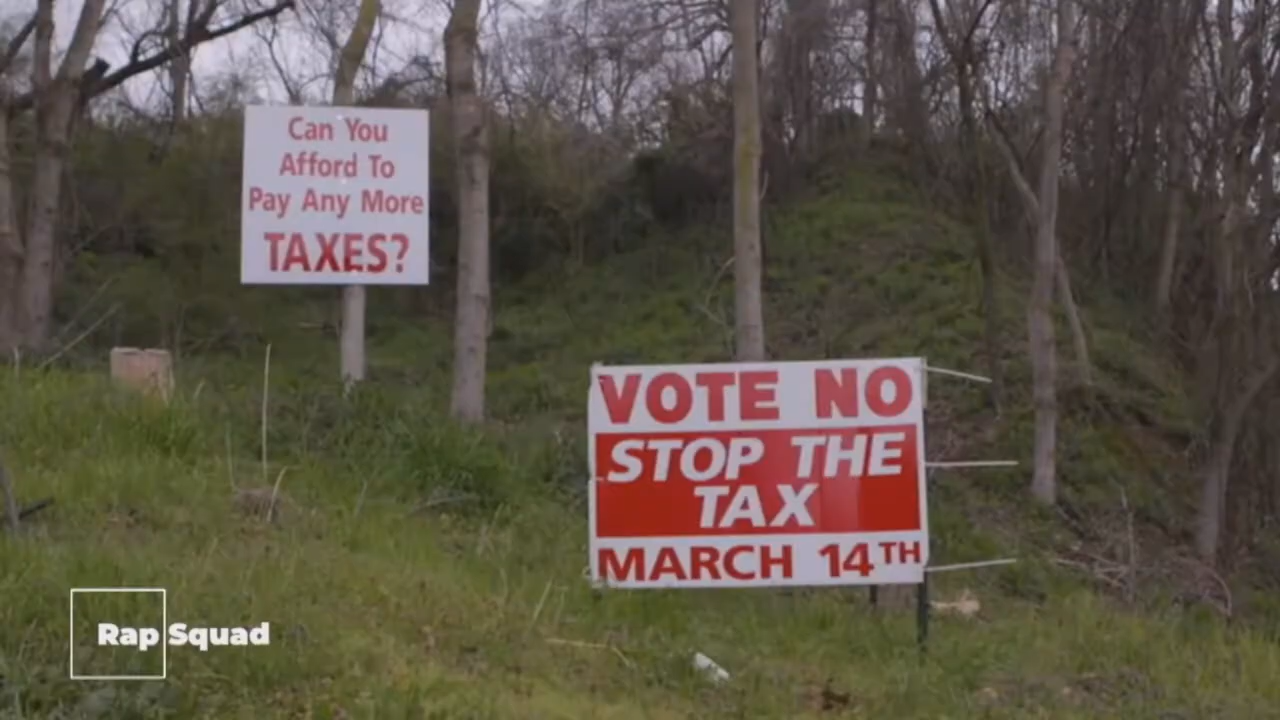 Can You
Afford To
Pay Any More
TAXES?
VOTE NO
STOP THE
TAX
MARCH 14TH
Rap Squad